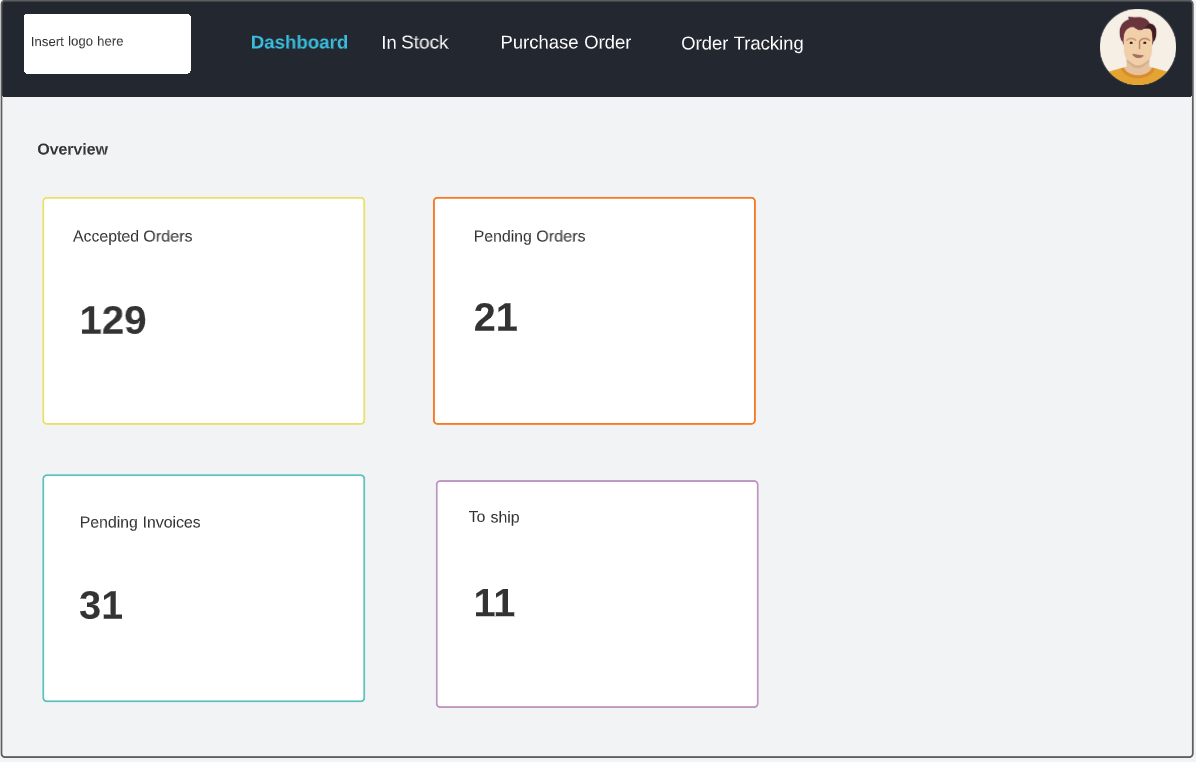 Insert logo here
Dashboard
In Stock
Purchase Order
Order Tracking
Overview
Accepted Orders
129
Pending Orders
21
Pending Invoices
31
To ship
11